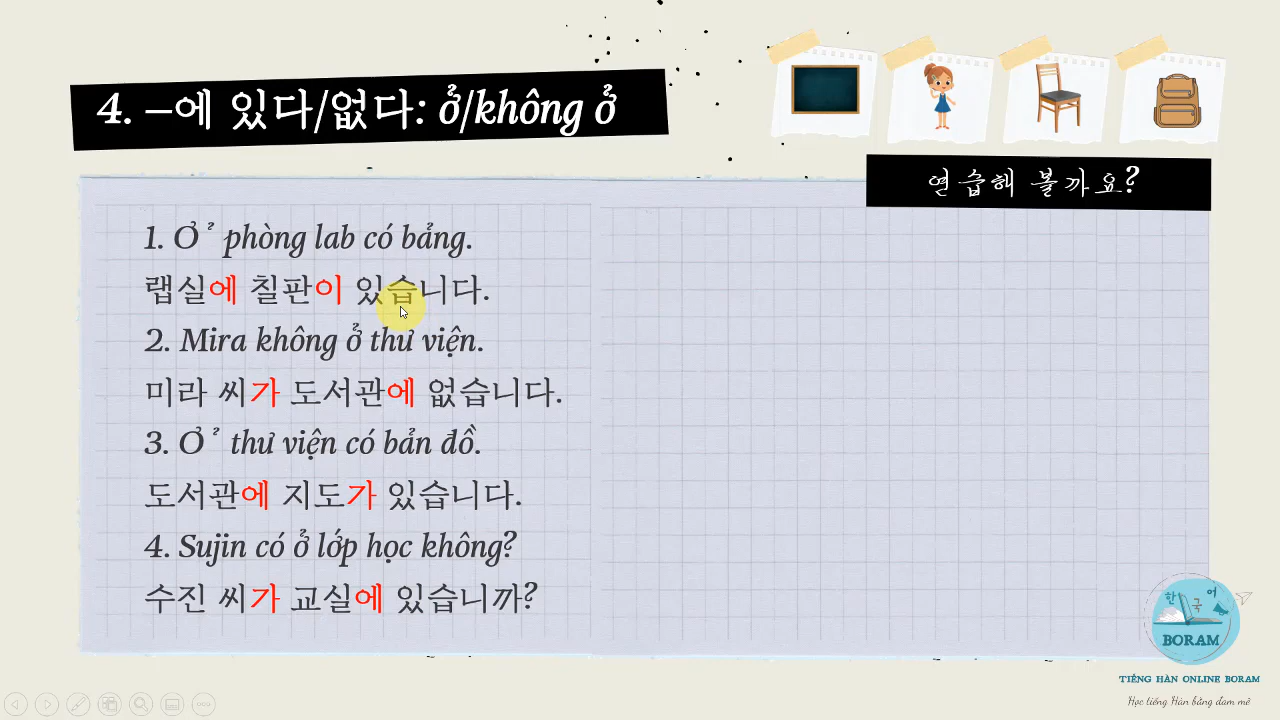 4. –에 있다/없다: ở/không ở
연습해 볼까요?
1. Ở phòng lab có bảng.
랩실에 칠판이 있습니다.
2. Mira không ở thư viện.
미라 씨가 도서관에 없습니다.
3. Ở thư viện có bản đồ.
도서관에 지도가 있습니다.
4. Sujin có ở lớp học không?
수진 씨가 교실에 있습니까?
한국어
BORAM
TIẾNG HÀN ONLINE BORAM
Học tiếng Hàn bằng đam mê